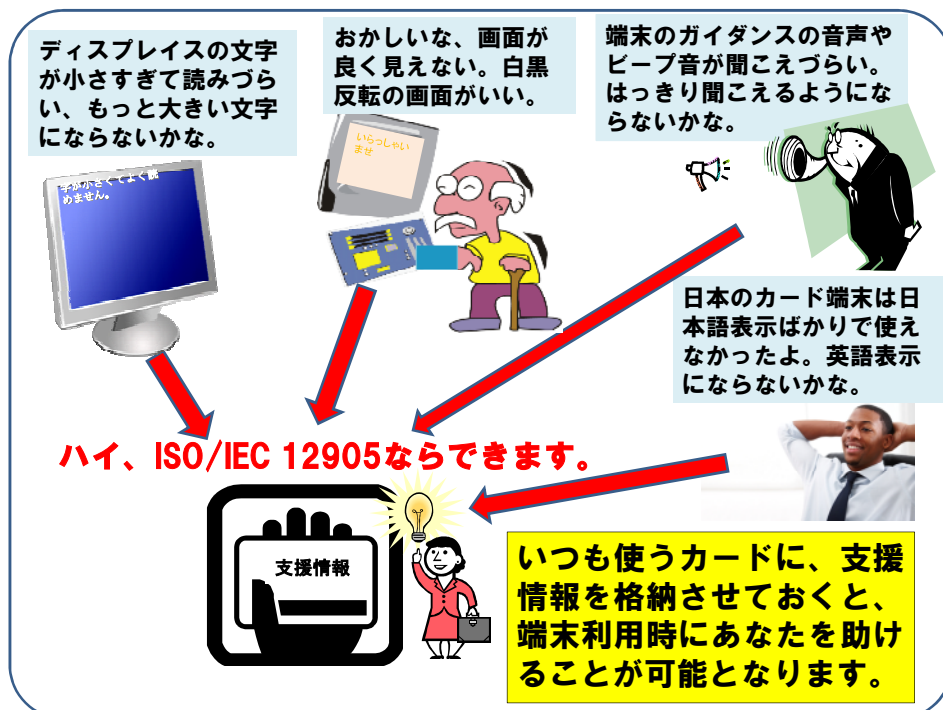 ディスプレイスの文字
が小さすぎて読みづら
い、もっと大きい文字
にならないかな。
おかしいな、画面が
良く見えない。白黒
反転の画面がいい。
端末のガイダンスの音声や
ビープ音が聞こえづらい。
はっきり聞こえるようにな
らないかな。
字が小さくてよく読
めません。
いらっしゃい
ませ
日本のカード端末は日
本語表示ばかりで使え
なかったよ。英語表示
にならないかな。
ハイ、ISO/IEC 12905ならできます。
支援情報
いつも使うカードに、支援
情報を格納させておくと、
端末利用時にあなたを助け
ることが可能となります。